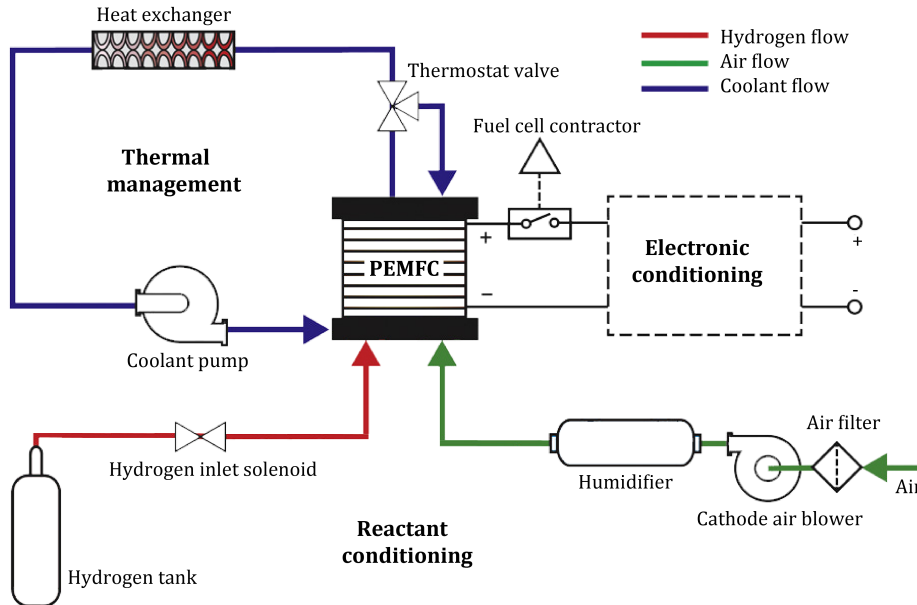 Heat exchanger
Hydrogen flow
Air flow
Coolant flow
Thermostat valve
Fuel cell contractor
Thermal
management
+
PEMFC
−
Electronic
conditioning
+
-
Coolant pump
Hydrogen inlet solenoid
Air filter
Humidifier
Air
Cathode air blower
Reactant
conditioning
Hydrogen tank